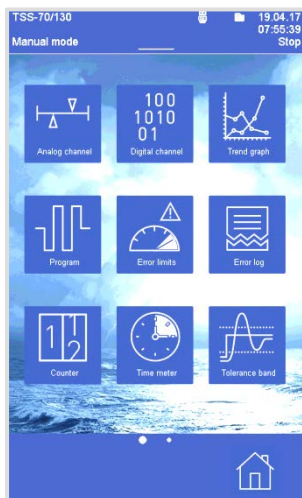 TSS-70/130
19.04.17
07:55:39
Manual mode
Stop
100
1010
01
Analog channel
Digital channel
Trend graph
Program
Error limits
Error log
1 1 2
Counter
Time meter
Tolerance band